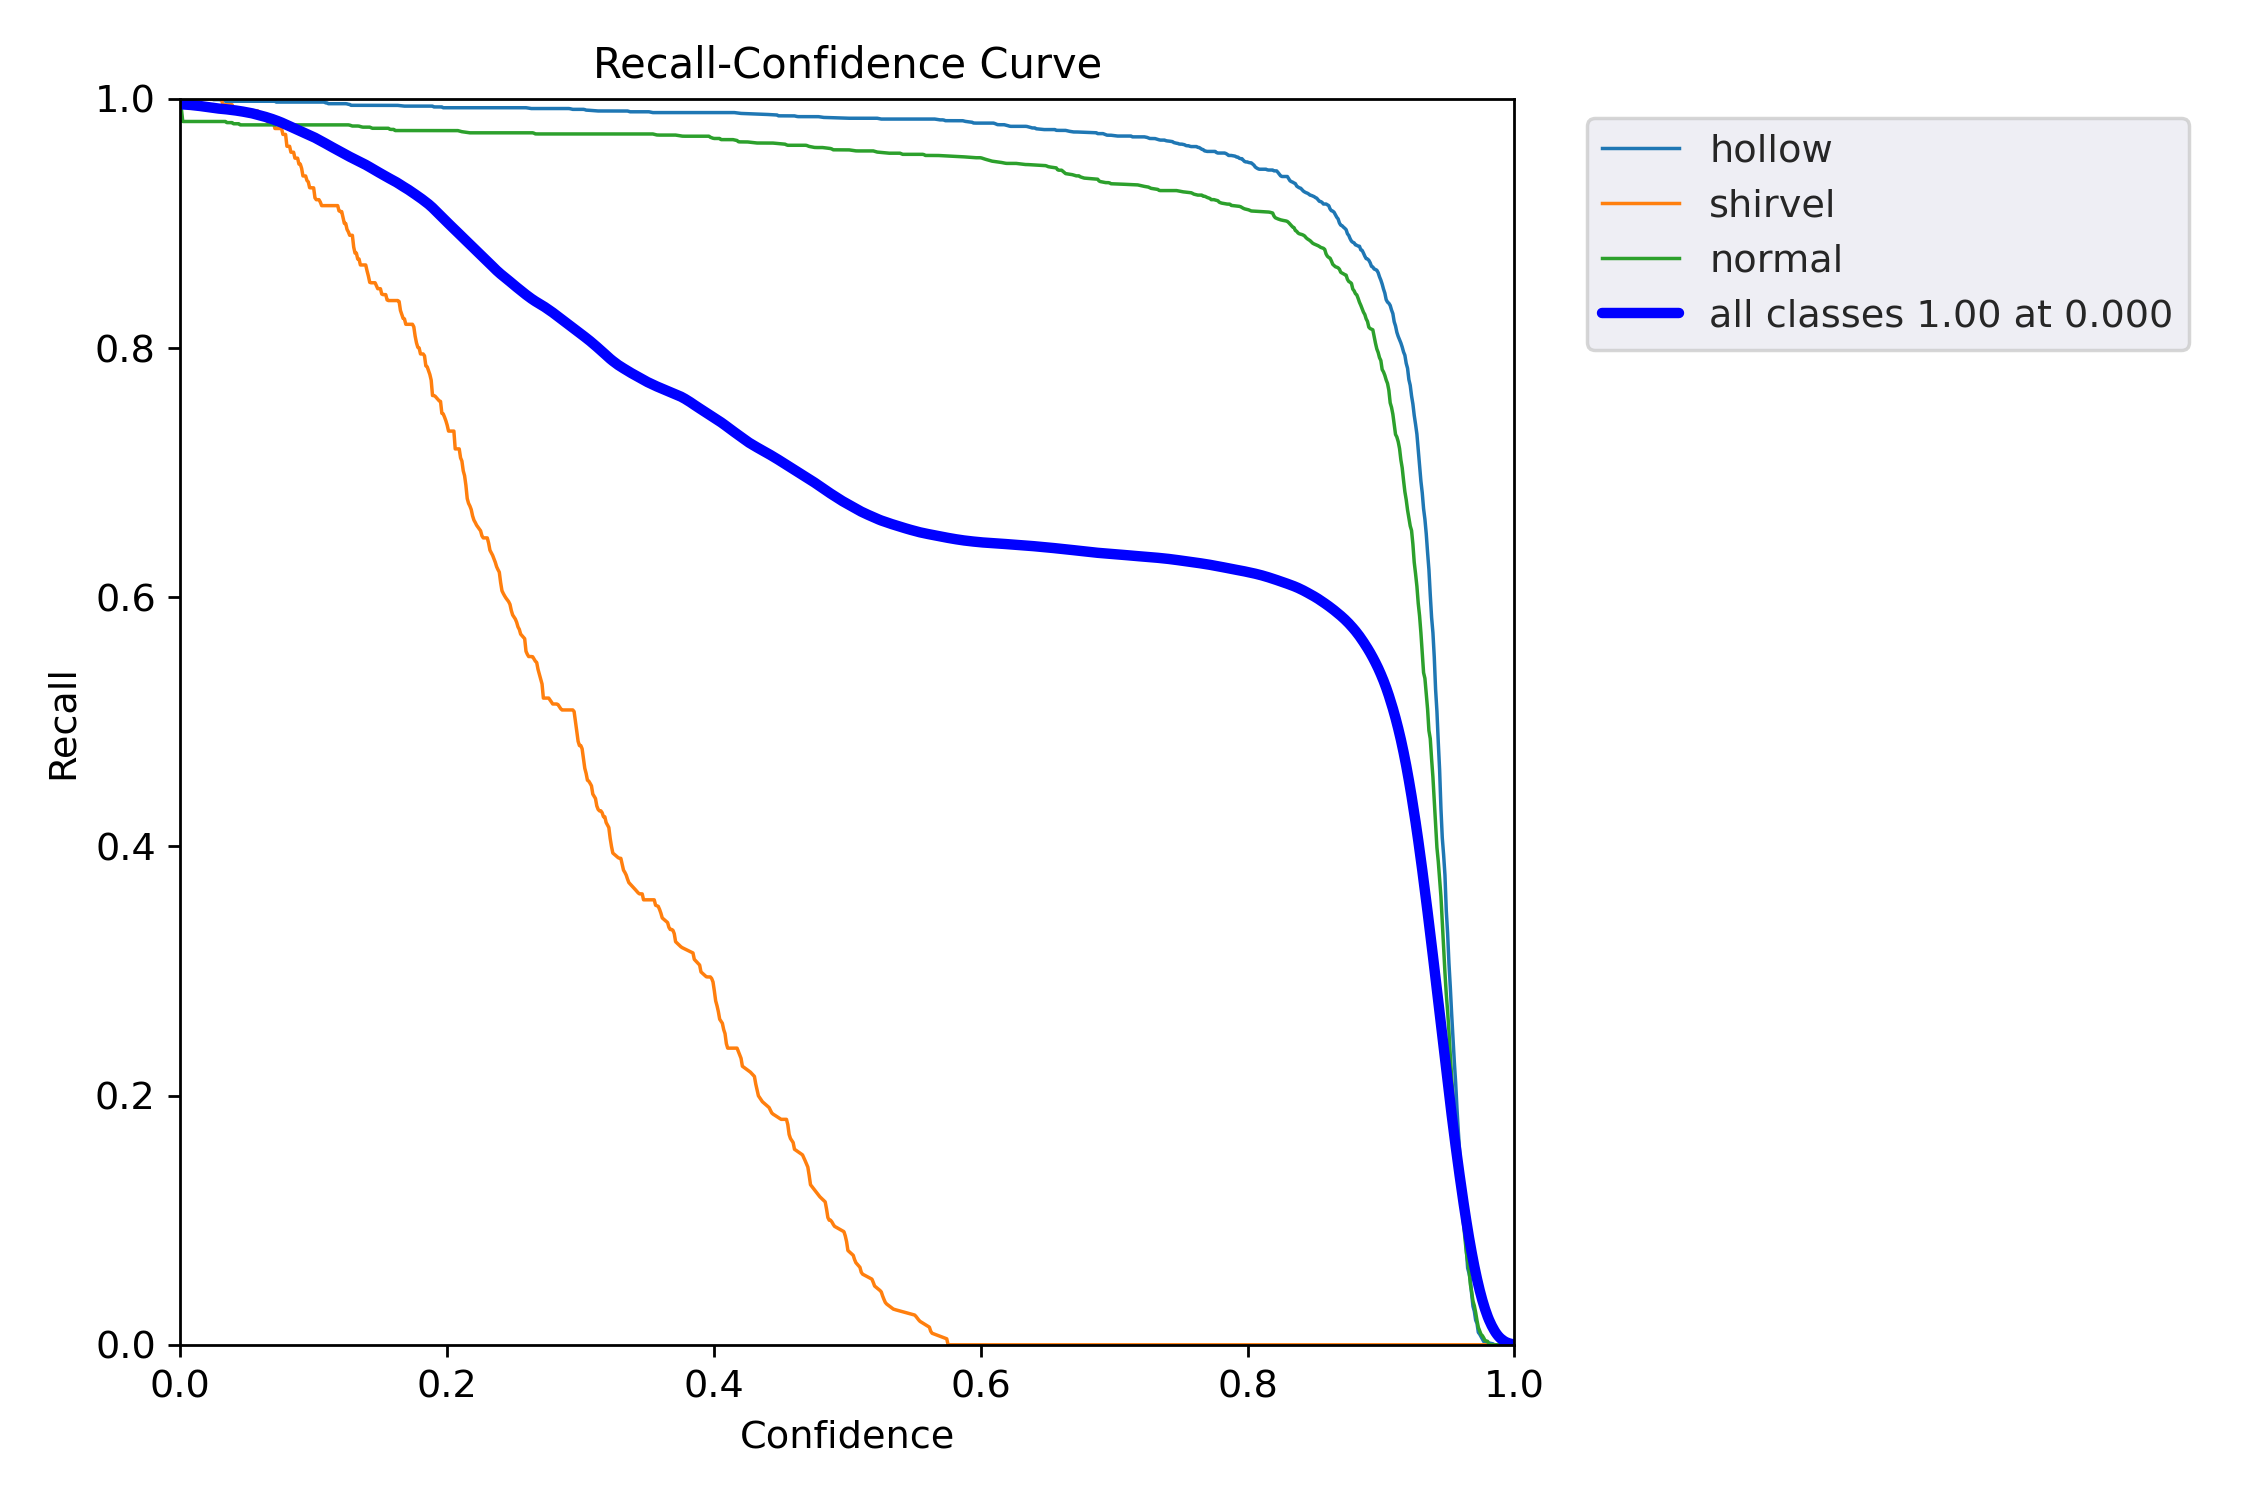 Recall-Confidence Curve
1.0
0.8
0.6
0.4
0.2
0.0
Recall
0.0 0.2 0.4 0.6 0.8 1.0
Confidence
hollow
shirvel
normal
all classes 1.00 at 0.000